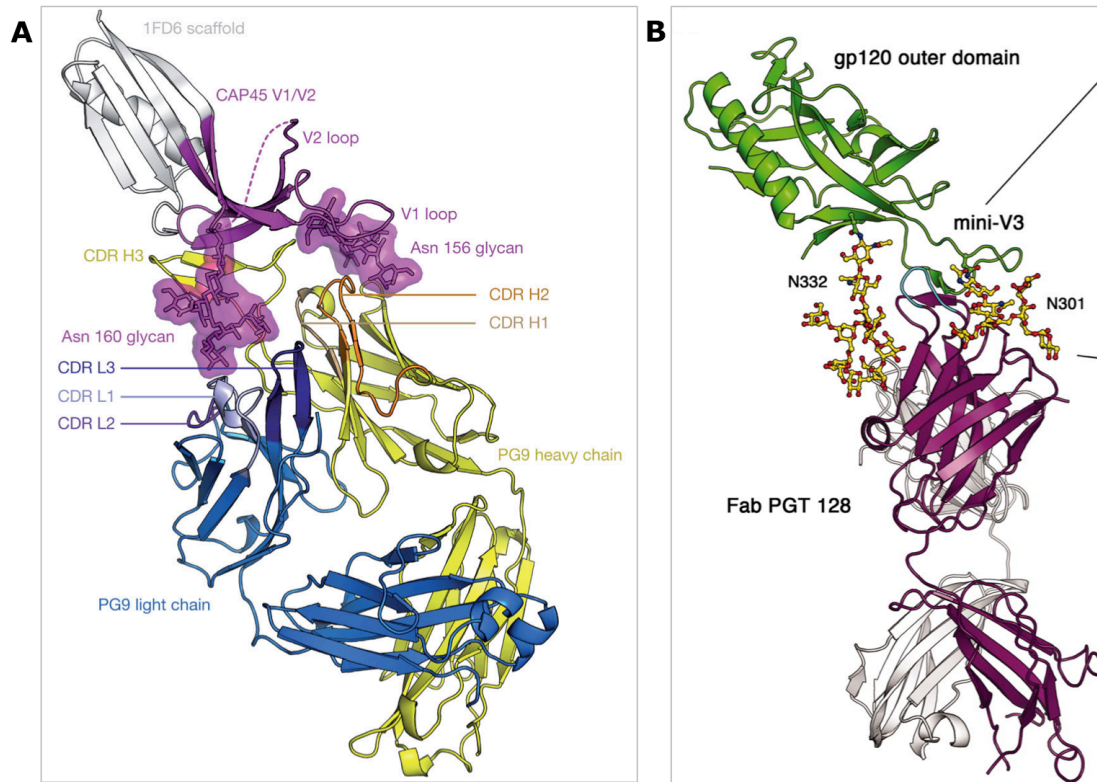 A
1FD6 scaffold
CAP45 V1/V2
V2 loop
V1 loop
Asn 156 glycan
CDR H3
CDR H2
CDR H1
Asn 160 glycan
CDR L3
CDR L1
CDR L2
PG9 heavy chain
PG9 light chain
B
gp120 outer domain
mini-V3
N332
N301
Fab PGT 128